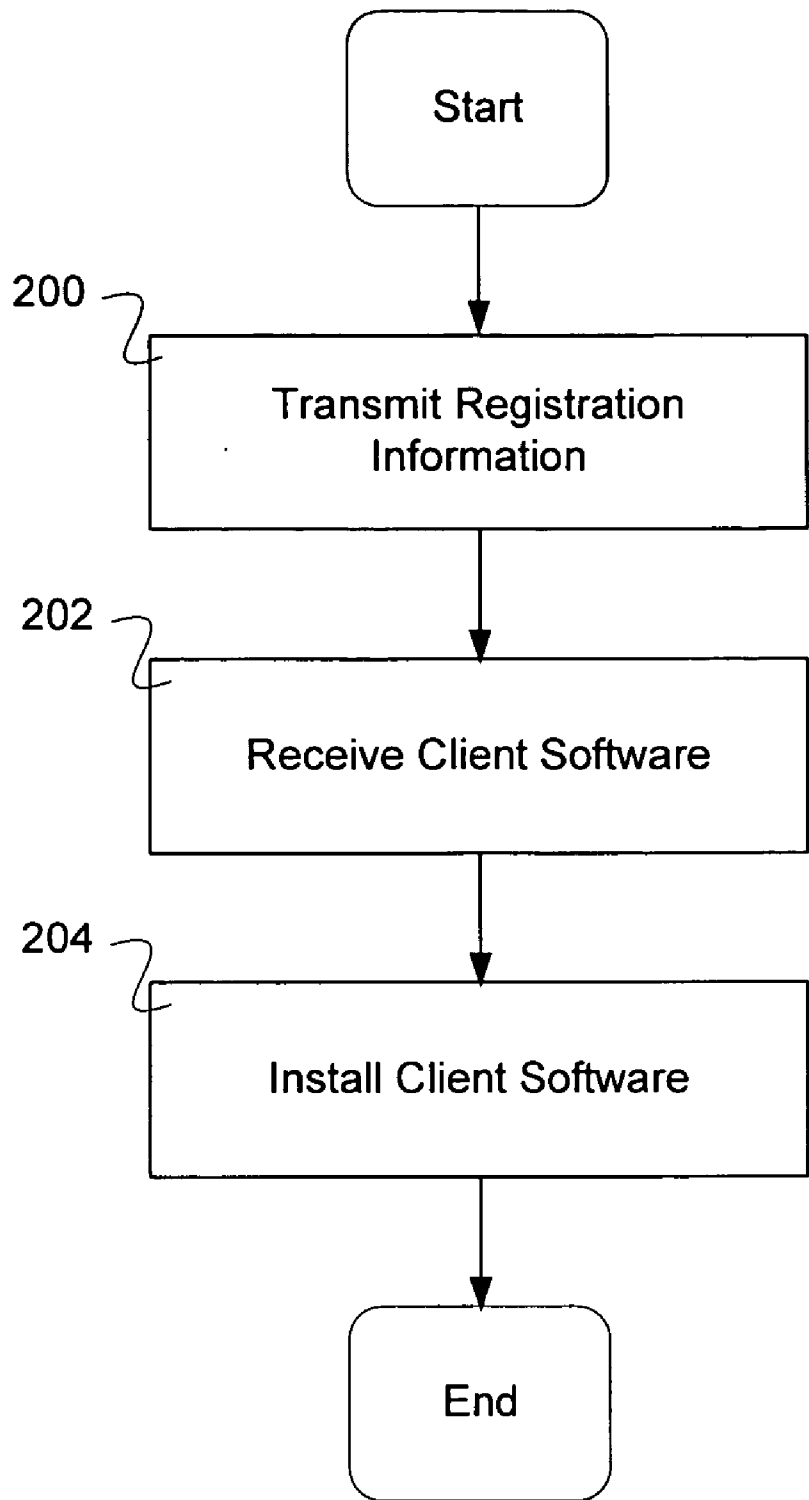 Start
200
Transmit Registration
Information
202
Receive Client Software
204
Install Client Software
End